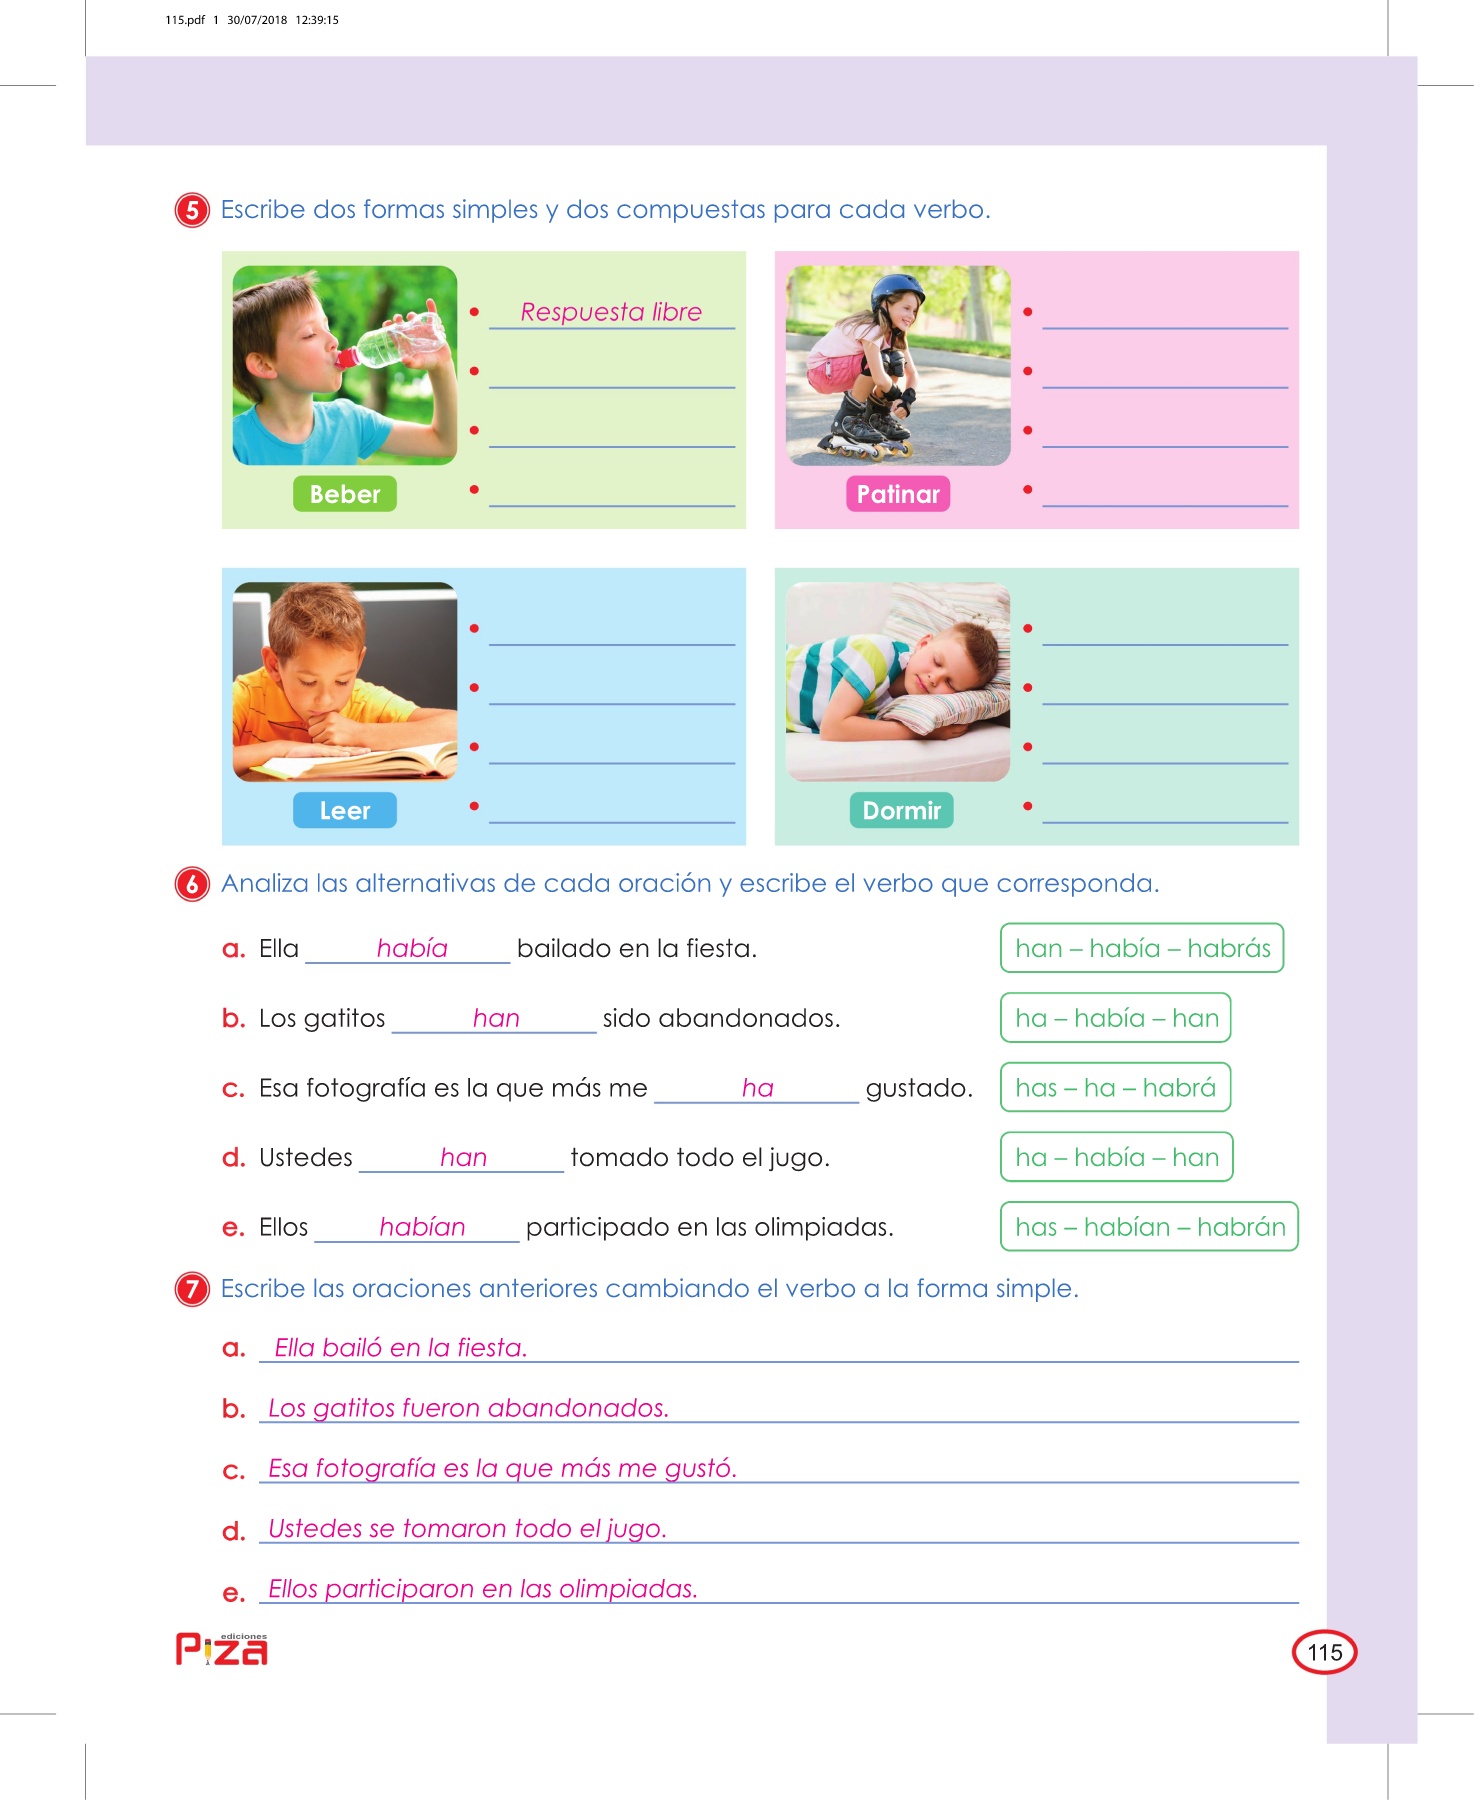 115.pdf 1 30/07/2018 12:39:15
5 Escribe dos formas simples y dos compuestas para cada verbo.
• Respuesta libre
•
•
•
Beber
•
•
•
•
Patinar
•
•
•
•
Leer
•
•
•
•
Dormir
6 Analiza las alternativas de cada oración y escribe el verbo que corresponda.
a. Ella había bailado en la fiesta. han – había – habrás
b. Los gatitos han sido abandonados. ha – había – han
c. Esa fotografía es la que más me ha gustado. has – ha – habrá
d. Ustedes han tomado todo el jugo. ha – había – han
e. Ellos habían participado en las olimpiadas. has – habían – habrán
7 Escribe las oraciones anteriores cambiando el verbo a la forma simple.
a. Ella bailó en la fiesta.
b. Los gatitos fueron abandonados.
c. Esa fotografía es la que más me gustó.
d. Ustedes se tomaron todo el jugo.
e. Ellos participaron en las olimpiadas.
ediciones
Piza
115